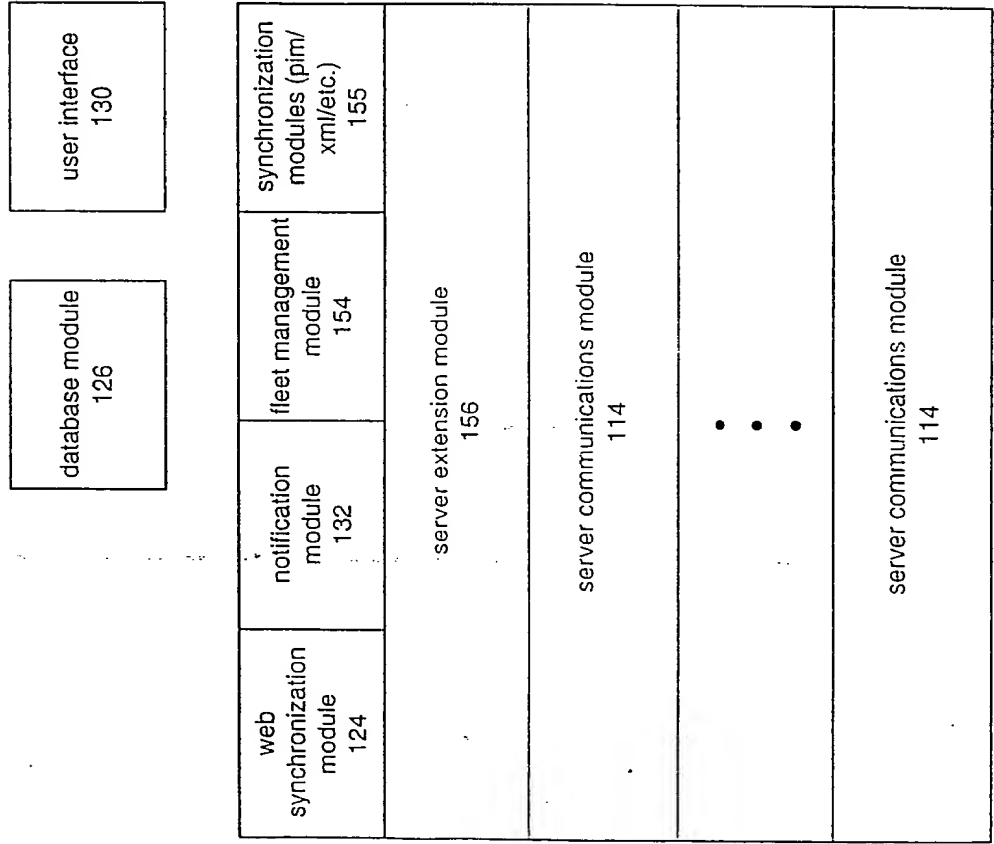 database module
126
user interface
130
web
synchronization
module
124
notification
module
132
fleet management
module
154
synchronization
modules (pim/
xml/etc.)
155
server extension module
156
server communications module
114
server communications module
114